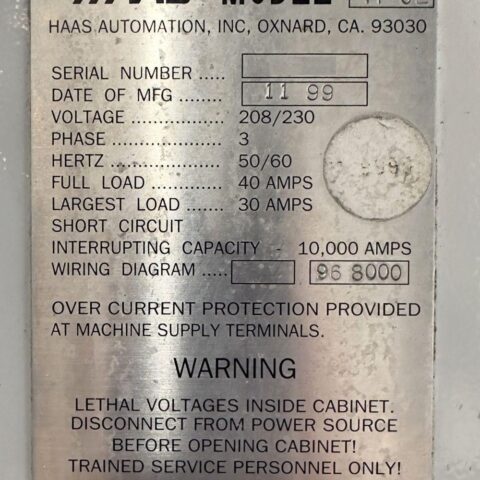 MODEL
HAAS AUTOMATION, INC, OXNARD, CA. 93030
SERIAL NUMBER .....
DATE OF MFG ........ 11 99
VOLTAGE ................ 208/230
PHASE .................... 3
HERTZ .................... 50/60
FULL LOAD ............. 40 AMPS
LARGEST LOAD ....... 30 AMPS
SHORT CIRCUIT
INTERRUPTING CAPACITY - 10,000 AMPS
WIRING DIAGRAM ..... 96 8000
OVER CURRENT PROTECTION PROVIDED
AT MACHINE SUPPLY TERMINALS.
WARNING
LETHAL VOLTAGES INSIDE CABINET.
DISCONNECT FROM POWER SOURCE
BEFORE OPENING CABINET!
TRAINED SERVICE PERSONNEL ONLY!